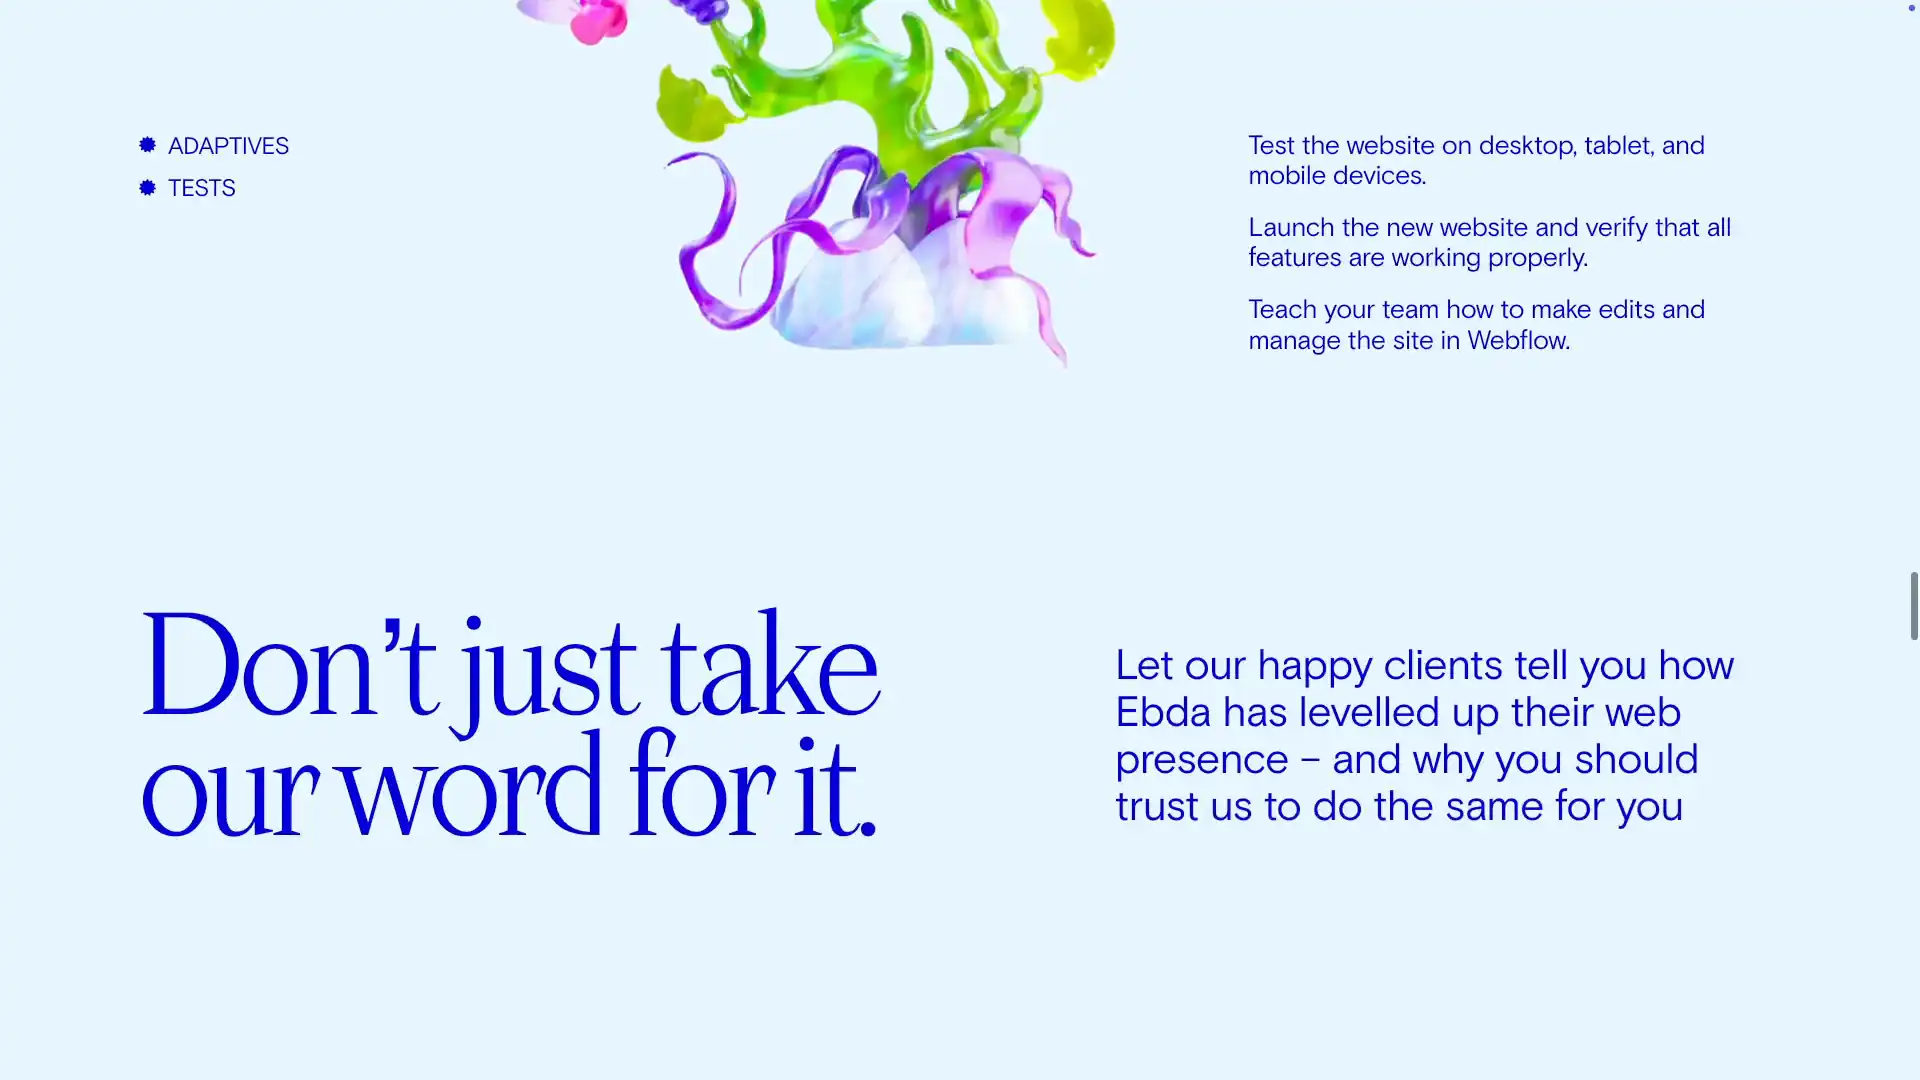 ADAPTIVES
TESTS
Test the website on desktop, tablet, and
mobile devices.
Launch the new website and verify that all
features are working properly.
Teach your team how to make edits and
manage the site in Webflow.
Don’t just take
our word for it.
Let our happy clients tell you how
Ebda has levelled up their web
presence – and why you should
trust us to do the same for you